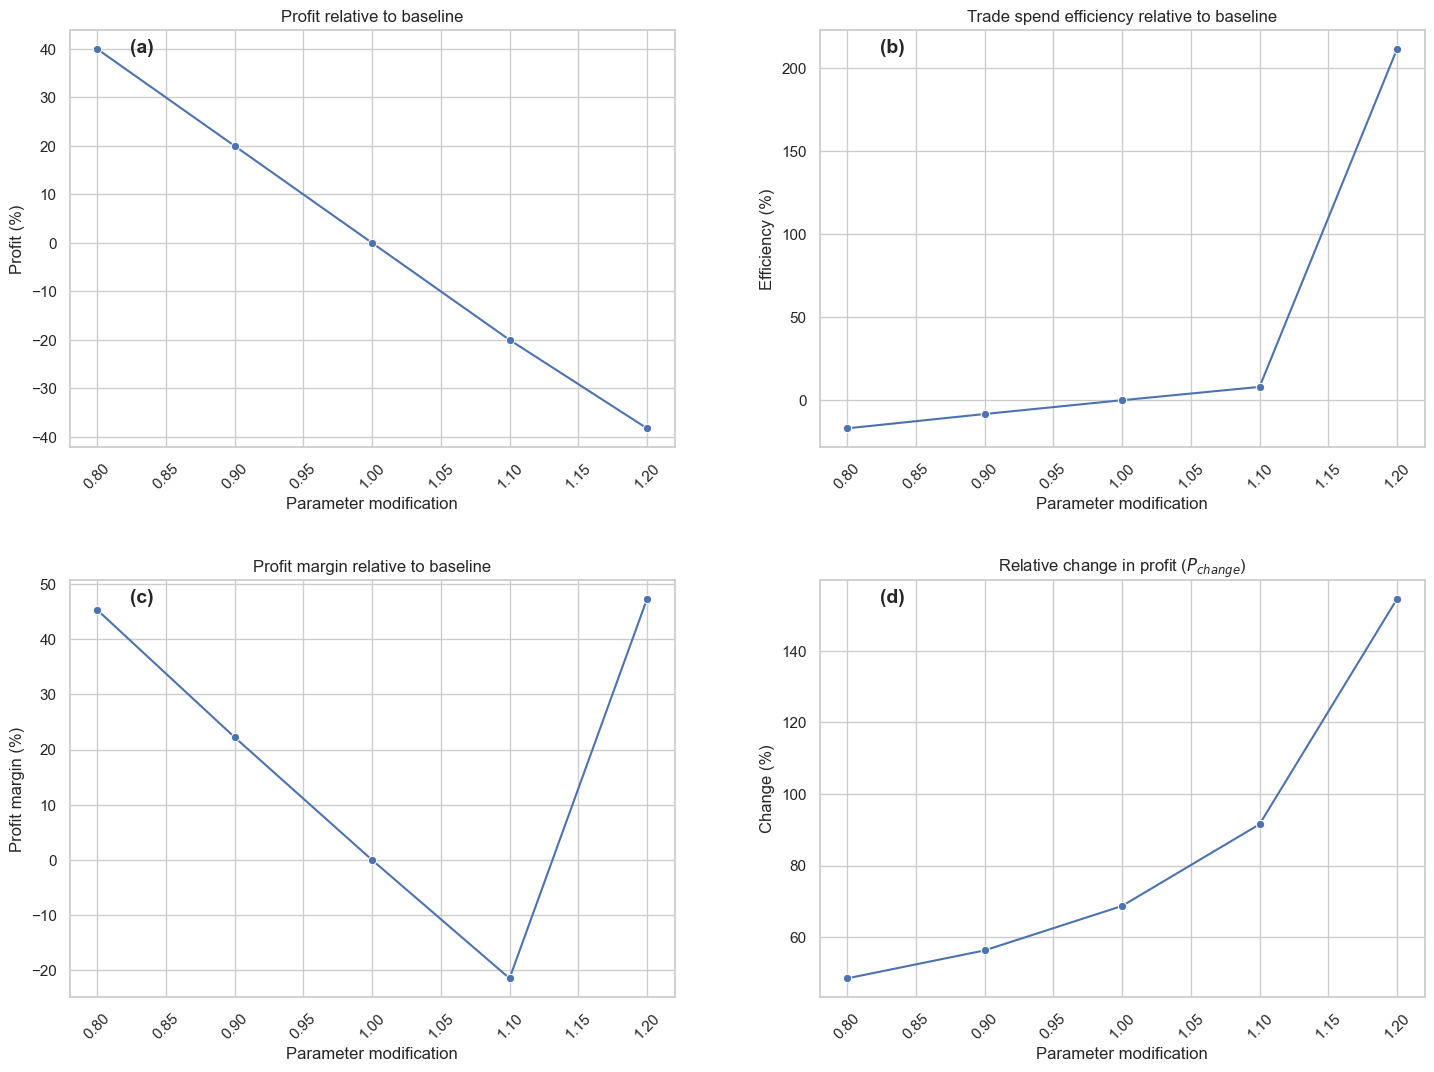 Profit relative to baseline
(a)
Profit (%)
40
30
20
10
0
−10
−20
−30
−40
0.80 0.85 0.90 0.95 1.00 1.05 1.10 1.15 1.20
Parameter modification
Trade spend efficiency relative to baseline
(b)
Efficiency (%)
200
150
100
50
0
0.80 0.85 0.90 0.95 1.00 1.05 1.10 1.15 1.20
Parameter modification
Profit margin relative to baseline
(c)
Profit margin (%)
50
40
30
20
10
0
−10
−20
0.80 0.85 0.90 0.95 1.00 1.05 1.10 1.15 1.20
Parameter modification
Relative change in profit (P_change)
(d)
Change (%)
140
120
100
80
60
0.80 0.85 0.90 0.95 1.00 1.05 1.10 1.15 1.20
Parameter modification